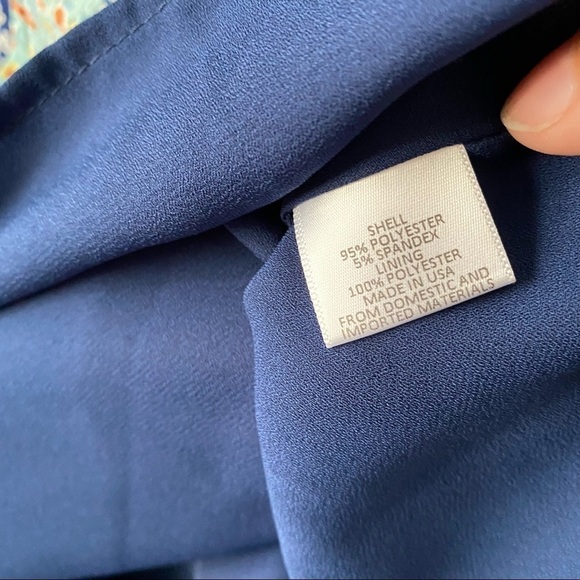 SHELL
95% POLYESTER
5% SPANDEX
LINING
100% POLYESTER
MADE IN USA
FROM DOMESTIC AND
IMPORTED MATERIALS